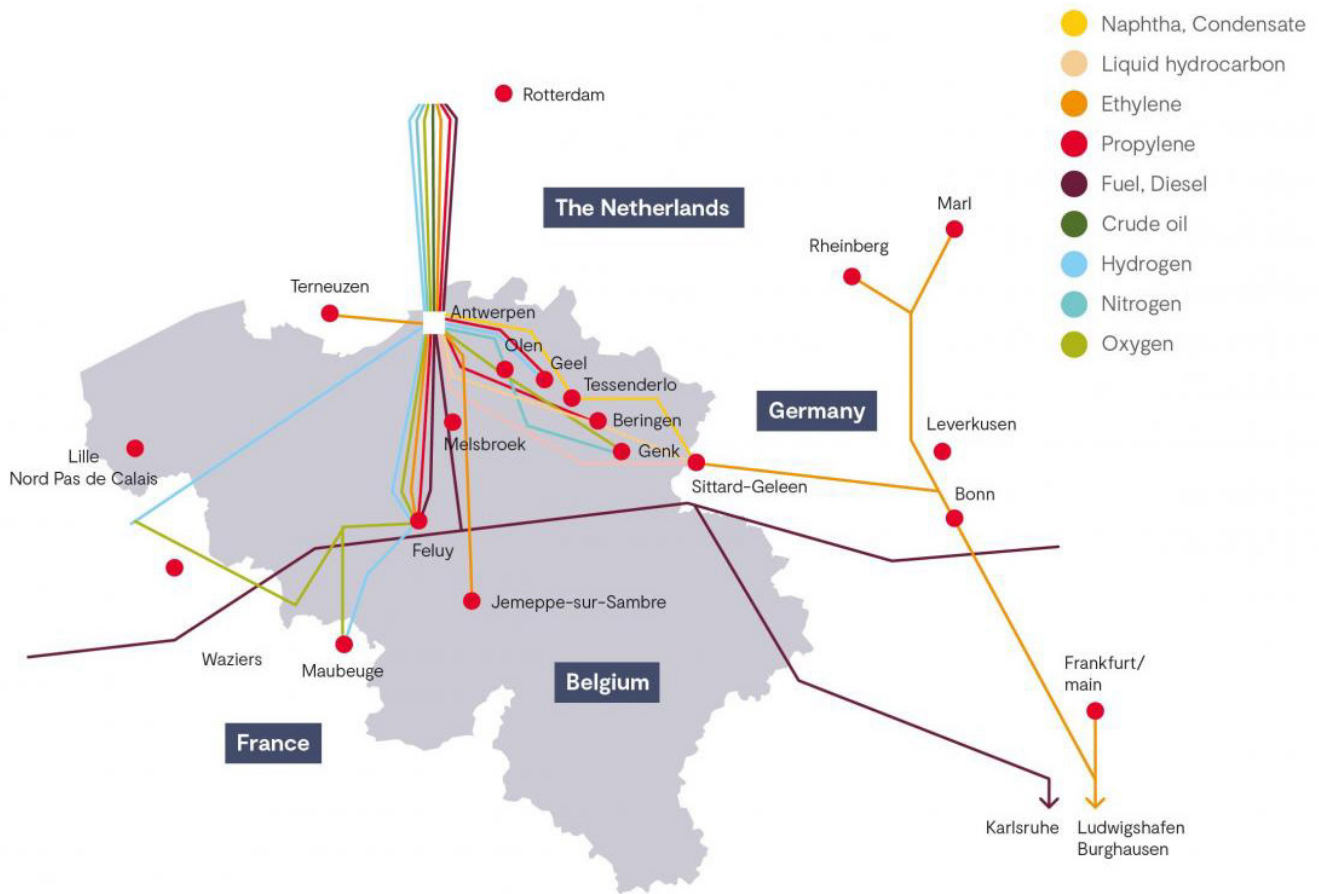 Naphtha, Condensate
Liquid hydrocarbon
Ethylene
Propylene
Fuel, Diesel
Crude oil
Hydrogen
Nitrogen
Oxygen
Rotterdam
The Netherlands
Marl
Rheinberg
Terneuzen
Antwerpen
Olen
Geel
Tessenderlo
Germany
Beringen
Leverkusen
Melsbroek
Genk
Lille
Nord Pas de Calais
Sittard-Geleen
Bonn
Feluy
Jemeppe-sur-Sambre
Waziers
Maubeuge
Belgium
Frankfurt/
main
France
Karlsruhe
Ludwigshafen
Burghausen